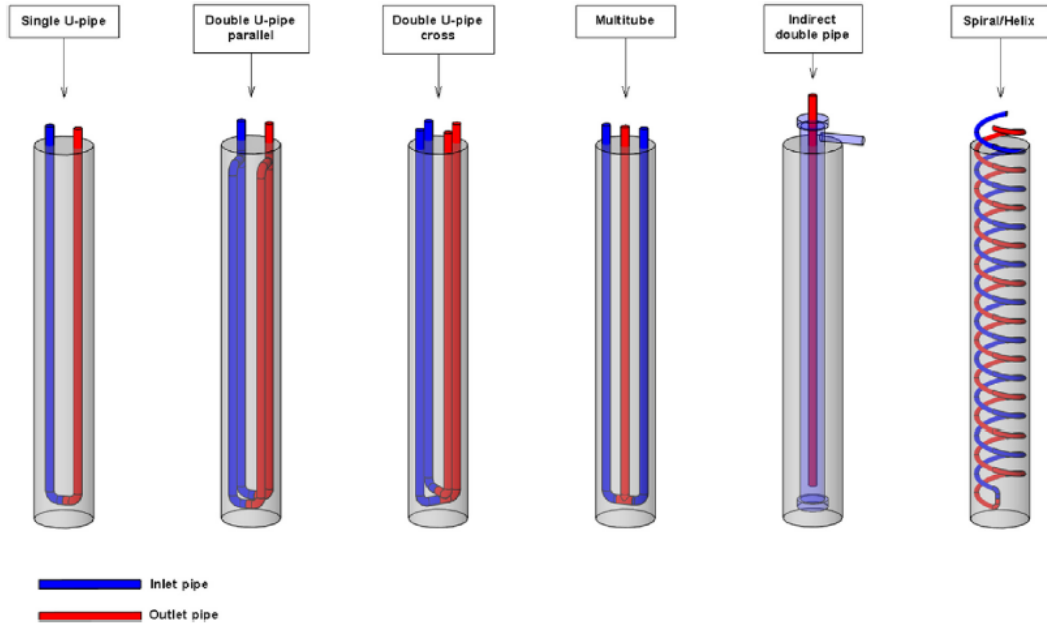 Single U-pipe
Double U-pipe
parallel
Double U-pipe
cross
Multitube
Indirect
double pipe
Spiral/Helix
Inlet pipe
Outlet pipe